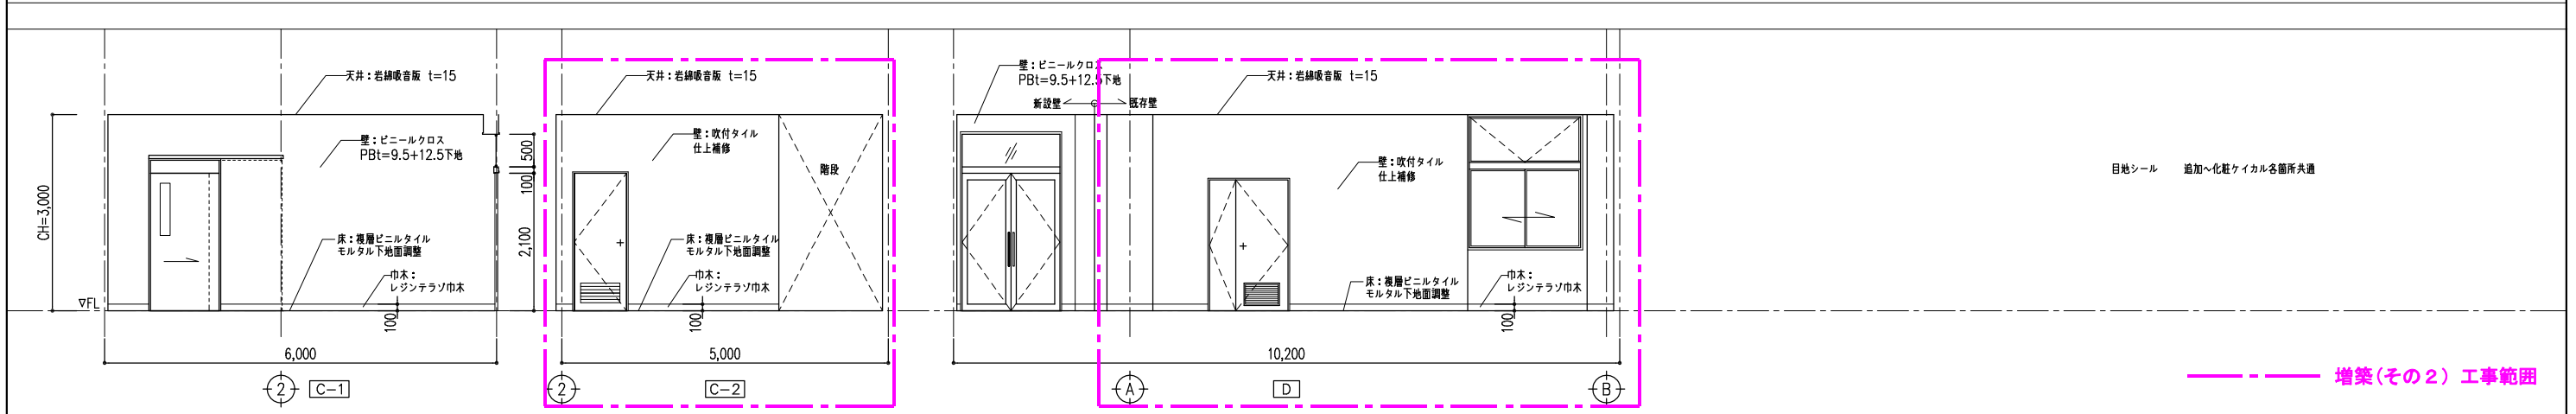 天井：岩綿吸音版 t=15
壁：ビニールクロス
PBt=9.5+12.5下地
床：複層ビニルタイル
モルタル下地面調整
巾木：
レジンテラゾ巾木
CH=3,000
▽FL
100
500
100
2,100
6,000
2
C-1
天井：岩綿吸音版 t=15
壁：吹付タイル
仕上補修
階段
床：複層ビニルタイル
モルタル下地面調整
巾木：
レジンテラゾ巾木
100
5,000
2
C-2
壁：ビニールクロス
PBt=9.5+12.5下地
新設壁
既存壁
天井：岩綿吸音版 t=15
壁：吹付タイル
仕上補修
床：複層ビニルタイル
モルタル下地面調整
巾木：
レジンテラゾ巾木
100
10,200
A
D
B
目地シール 追加～化粧ケイカル各箇所共通
増築(その２) 工事範囲